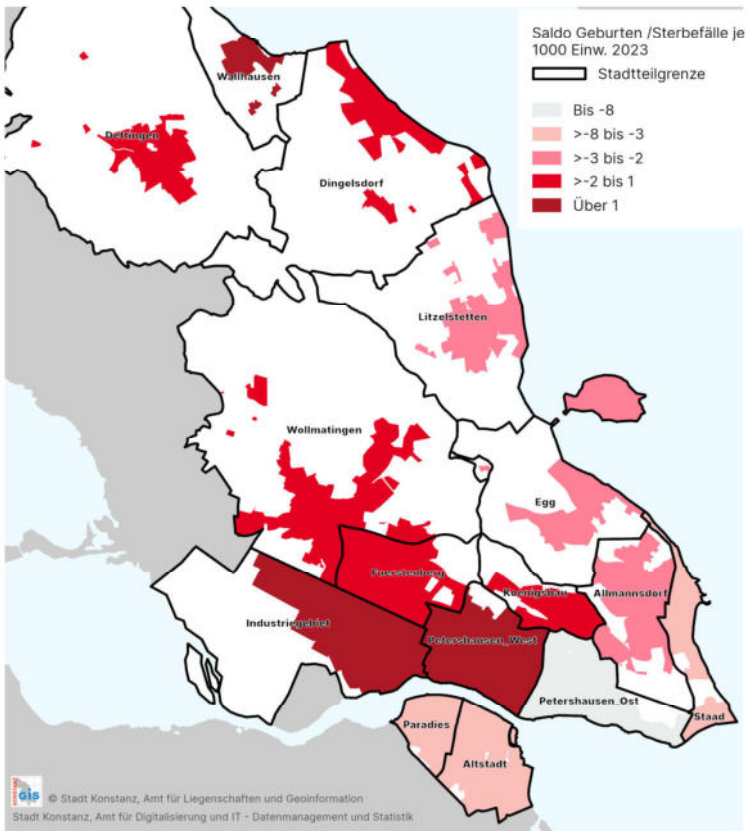 Saldo Geburten /Sterbefälle je
1000 Einw. 2023
Stadtteilgrenze
Bis -8
>-8 bis -3
>-3 bis -2
>-2 bis 1
Über 1
Wallhausen
Dettingen
Dingelsdorf
Litzelstetten
Wollmatingen
Egg
Fuerstenberg
Koenigsbau
Allmannsdorf
Industriegebiet
Petershausen_West
Petershausen_Ost
Staad
Paradies
Altstadt
GIS
© Stadt Konstanz, Amt für Liegenschaften und Geoinformation
Stadt Konstanz, Amt für Digitalisierung und IT - Datenmanagement und Statistik